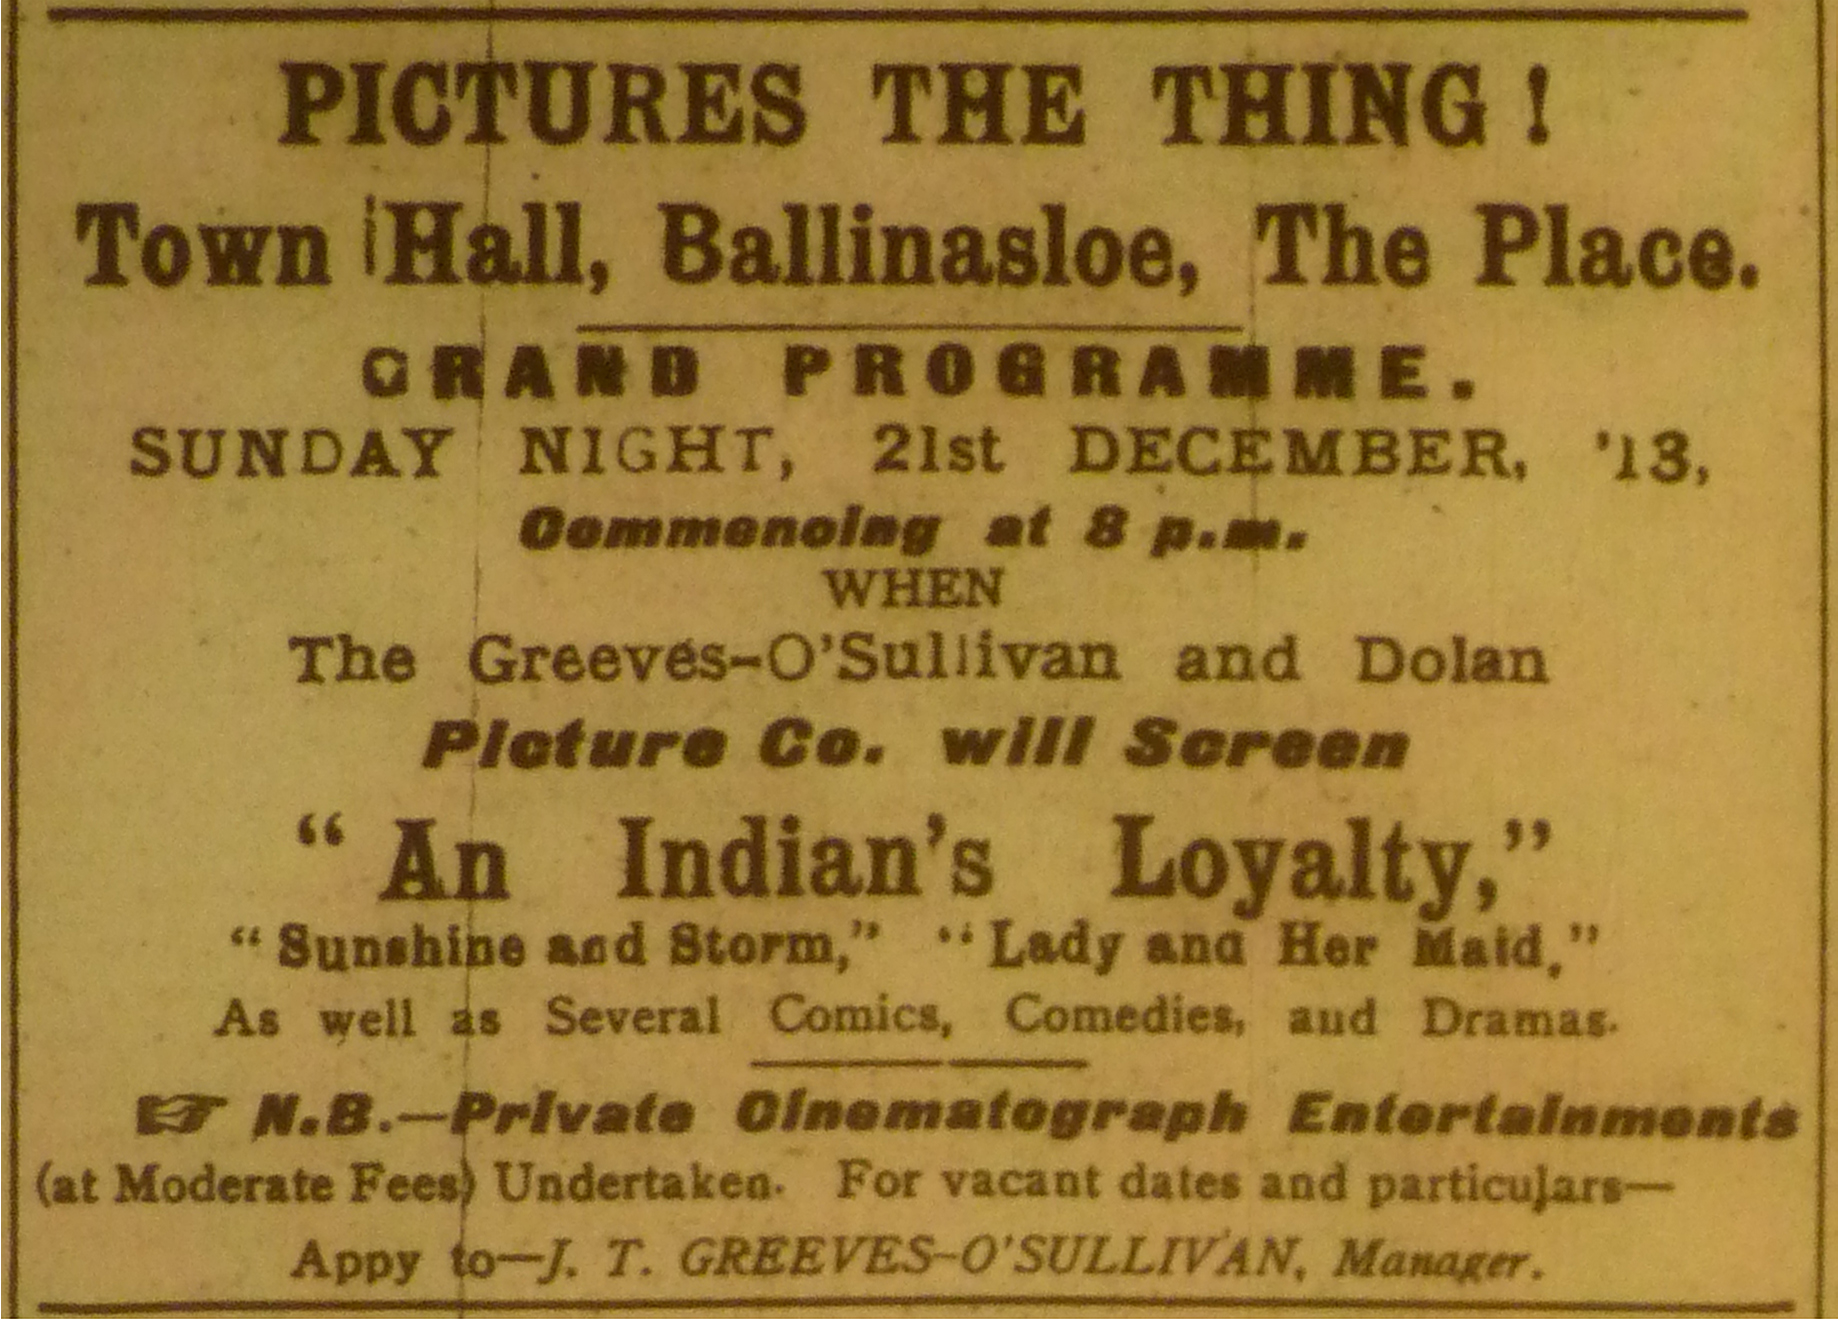 PICTURES THE THING!
Town Hall, Ballinasloe, The Place.
GRAND PROGRAMME.
SUNDAY NIGHT, 21st DECEMBER, '13,
Commencing at 8 p.m.
WHEN
The Greeves-O'Sullivan and Dolan
Picture Co. will Screen
"An Indian's Loyalty,"
"Sunshine and Storm," "Lady and Her Maid,"
As well as Several Comics, Comedies, and Dramas.
☞ N.B.—Private Cinematograph Entertainments
(at Moderate Fees) Undertaken. For vacant dates and particulars—
Appy to—J. T. GREEVES-O'SULLIVAN, Manager.